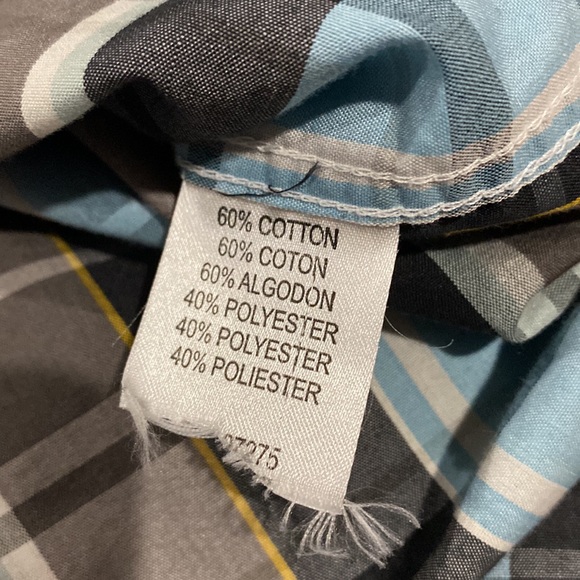 60% COTTON
60% COTON
60% ALGODON
40% POLYESTER
40% POLYESTER
40% POLIESTER